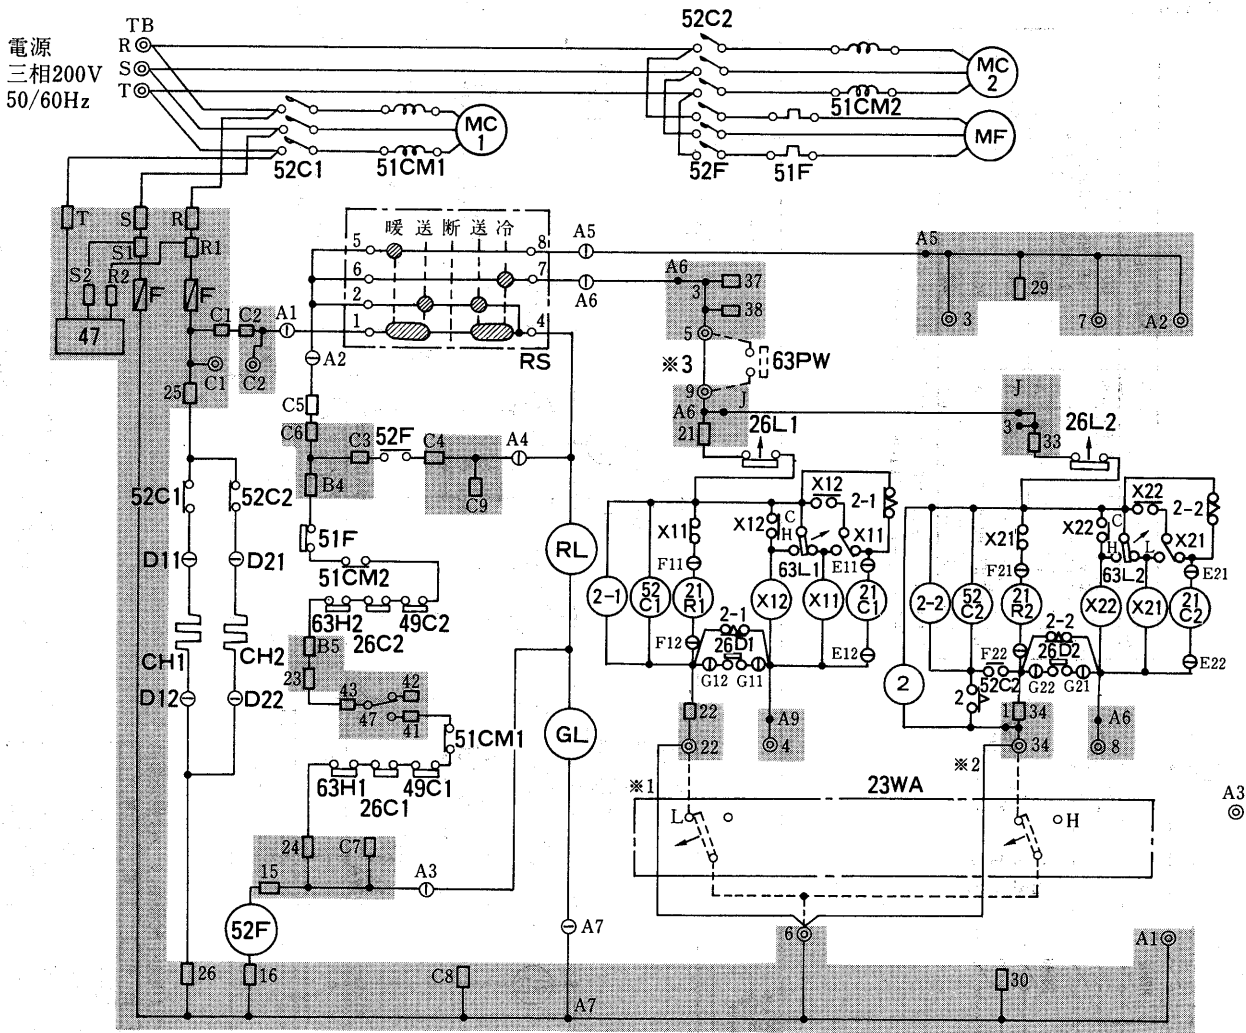 TB
52C2
電源
三相200V
50/60Hz
R
S
T
MC
2
51CM2
MC
1
MF
52C1
51CM1
52F
51F
T
S
R
暖 送 断 送 冷
S1
R1
5
8
A5
A5
S2
R2
6
7
A6
A6
3
37
29
F
F
2
38
3
7
A2
C1
C2
A1
1
4
5
47
A2
RS
※3
63PW
C1
C2
25
9
J
J
C5
A6
26L1
26L2
C6
C3
52F
C4
A4
21
3
33
B4
C9
52C1
52C2
X12
2-1
X22
2-2
51F
X11
X12
C
H
X11
X21
X22
C
H
L
X21
D11
D21
51CM2
RL
F11
63L1
E11
F21
63L2
E21
2-1
52
C1
21
R1
X12
X11
21
C1
2-2
52
C2
21
R2
X22
X21
21
C2
63H2
26C2
49C2
CH1
CH2
B5
F12
2-1
26D1
E12
F22
2-2
26D2
E22
D12
D22
23
43
42
47
41
G12
G11
2
52C2
G22
G21
GL
51CM1
22
A9
2
1
34
A6
22
4
34
8
63H1
26C1
49C1
※1
※2
23WA
A3
L
H
24
C7
15
A3
52F
A7
6
A1
26
16
C8
30
A7